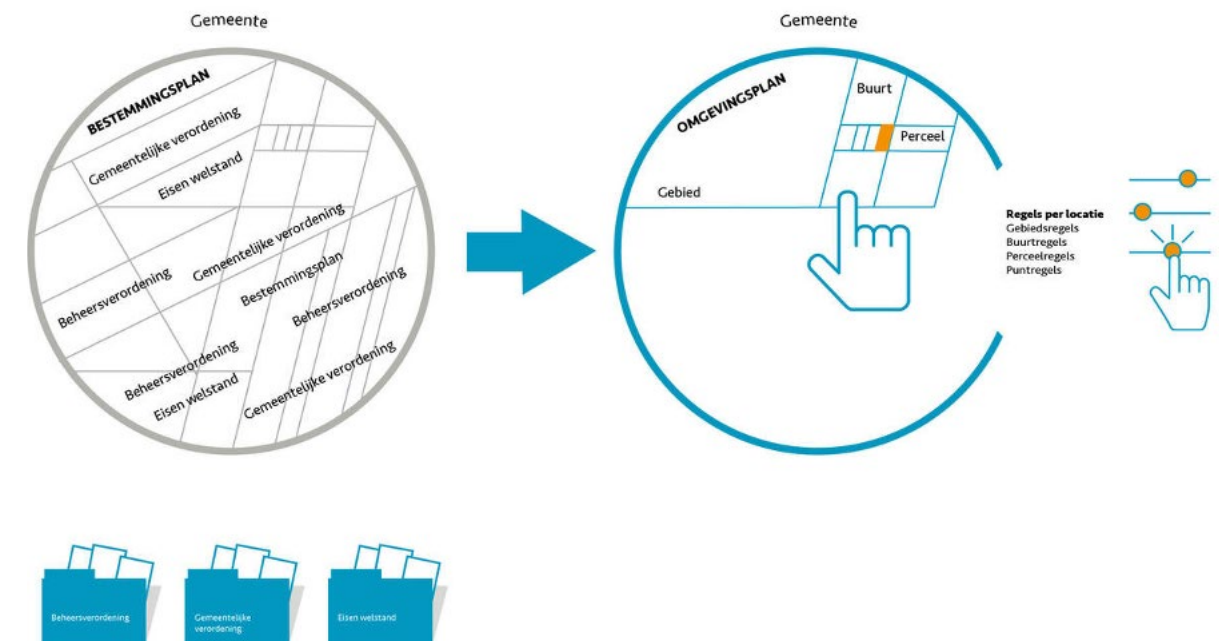 Gemeente
BESTEMMINGSPLAN
Gemeentelijke verordening
Eisen welstand
Gemeentelijke verordening
Beheersverordening
Bestemmingsplan
Beheersverordening
Beheersverordening
Eisen welstand
Gemeentelijke verordening
Gemeente
OMGEVINGSPLAN
Buurt
Perceel
Gebied
Regels per locatie
Gebiedsregels
Buurtregels
Perceelregels
Puntregels
Beheersverordening
Gemeentelijke
verordening
Eisen welstand